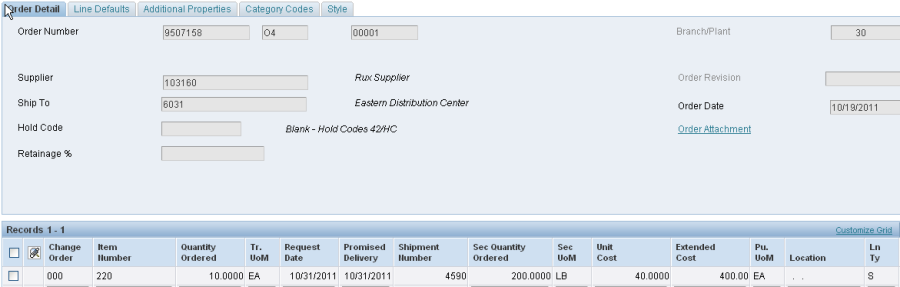 Order Detail Line Defaults Additional Properties Category Codes Style
Order Number 9507158 O4 00001 Branch/Plant 30
Supplier 103160 Rux Supplier Order Revision
Ship To 6031 Eastern Distribution Center Order Date 10/19/2011
Hold Code Blank - Hold Codes 42/HC Order Attachment
Retainage %
Records 1 - 1 Customize Grid
Change Order Item Number Quantity Ordered Tr. UoM Request Date Promised Delivery Shipment Number Sec Quantity Ordered Sec UoM Unit Cost Extended Cost Pu. UoM Location Ln Ty
000 220 10.0000 EA 10/31/2011 10/31/2011 4590 200.0000 LB 40.0000 400.00 EA . . S